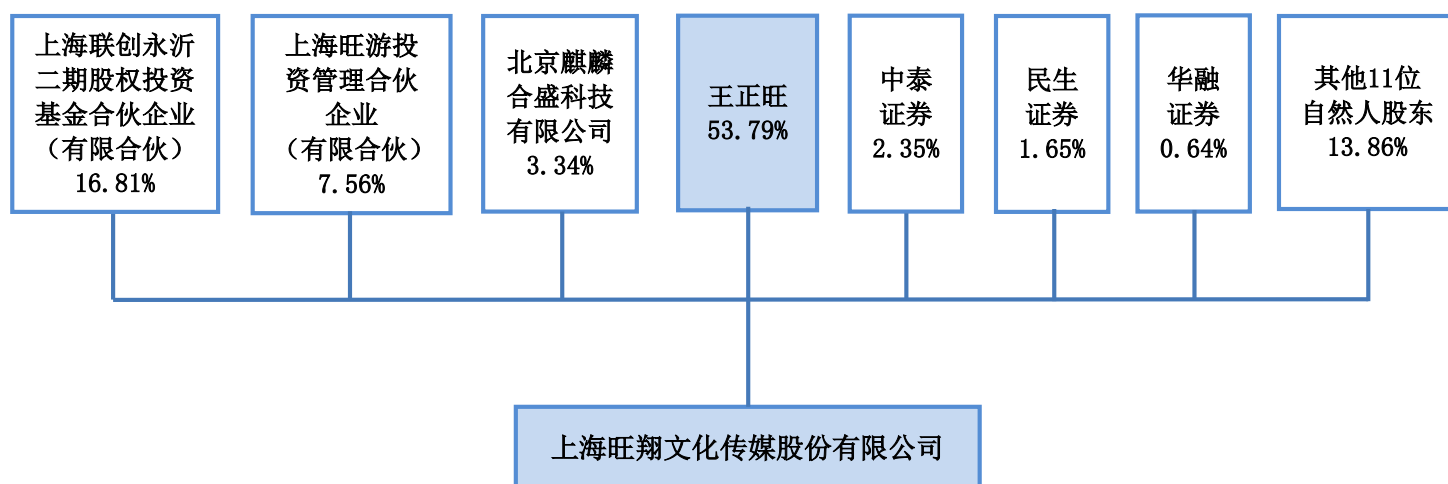 上海联创永沂
二期股权投资
基金合伙企业
（有限合伙）
16.81%
上海旺游投
资管理合伙
企业
（有限合伙）
7.56%
北京麒麟
合盛科技
有限公司
3.34%
王正旺
53.79%
中泰
证券
2.35%
民生
证券
1.65%
华融
证券
0.64%
其他11位
自然人股东
13.86%
上海旺翔文化传媒股份有限公司